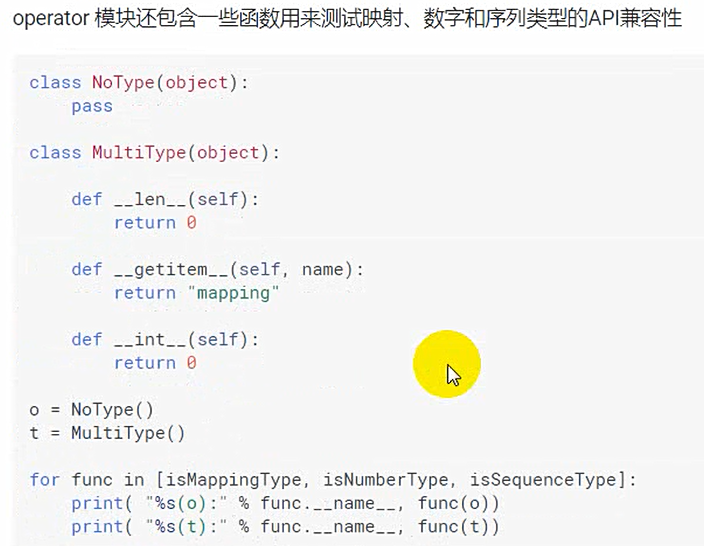 operator 模块还包含一些函数用来测试映射、数字和序列类型的API兼容性
class NoType(object):
    pass
class MultiType(object):
    def __len__(self):
        return 0
    def __getitem__(self, name):
        return "mapping"
    def __int__(self):
        return 0
o = NoType()
t = MultiType()
for func in [isMappingType, isNumberType, isSequenceType]:
    print( "%s(o):" % func.__name__, func(o))
    print( "%s(t):" % func.__name__, func(t))